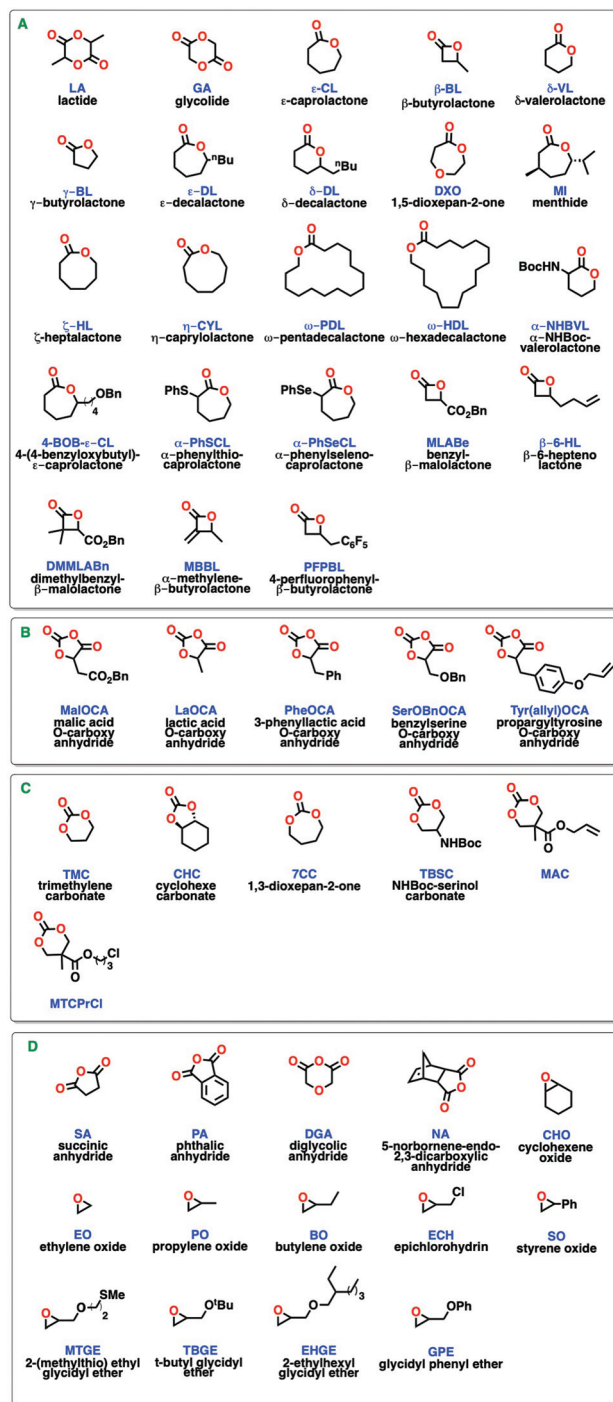 A
LA
lactide
GA
glycolide
ε-CL
ε-caprolactone
β-BL
β-butyrolactone
δ-VL
δ-valerolactone
nBu
nBu
γ-BL
γ-butyrolactone
ε-DL
ε-decalactone
δ-DL
δ-decalactone
DXO
1,5-dioxepan-2-one
MI
menthide
BocHN
ζ-HL
ζ-heptalactone
η-CYL
η-caprylolactone
ω-PDL
ω-pentadecalactone
ω-HDL
ω-hexadecalactone
α-NHBVL
α-NHBoc-
valerolactone
OBn
4
PhS
PhSe
CO2Bn
4-BOB-ε-CL
4-(4-benzyloxybutyl)-
ε-caprolactone
α-PhSCL
α-phenylthio-
caprolactone
α-PhSeCL
α-phenylseleno-
caprolactone
MLABe
benzyl-
β-malolactone
β-6-HL
β-6-hepteno
lactone
CO2Bn
C6F5
DMMLABn
dimethylbenzyl-
β-malolactone
MBBL
α-methylene-
β-butyrolactone
PFPBL
4-perfluorophenyl-
β-butyrolactone
B
CO2Bn
Ph
OBn
MalOCA
malic acid
O-carboxy
anhydride
LaOCA
lactic acid
O-carboxy
anhydride
PheOCA
3-phenyllactic acid
O-carboxy
anhydride
SerOBnOCA
benzylserine
O-carboxy
anhydride
Tyr(allyl)OCA
propargyltyrosine
O-carboxy
anhydride
C
NHBoc
TMC
trimethylene
carbonate
CHC
cyclohexe
carbonate
7CC
1,3-dioxepan-2-one
TBSC
NHBoc-serinol
carbonate
MAC
Cl
3
MTCPrCl
D
SA
succinic
anhydride
PA
phthalic
anhydride
DGA
diglycolic
anhydride
NA
5-norbornene-endo-
2,3-dicarboxylic
anhydride
CHO
cyclohexene
oxide
Cl
Ph
EO
ethylene oxide
PO
propylene oxide
BO
butylene oxide
ECH
epichlorohydrin
SO
styrene oxide
SMe
2
OtBu
3
OPh
MTGE
2-(methylthio) ethyl
glycidyl ether
TBGE
t-butyl glycidyl
ether
EHGE
2-ethylhexyl
glycidyl ether
GPE
glycidyl phenyl ether